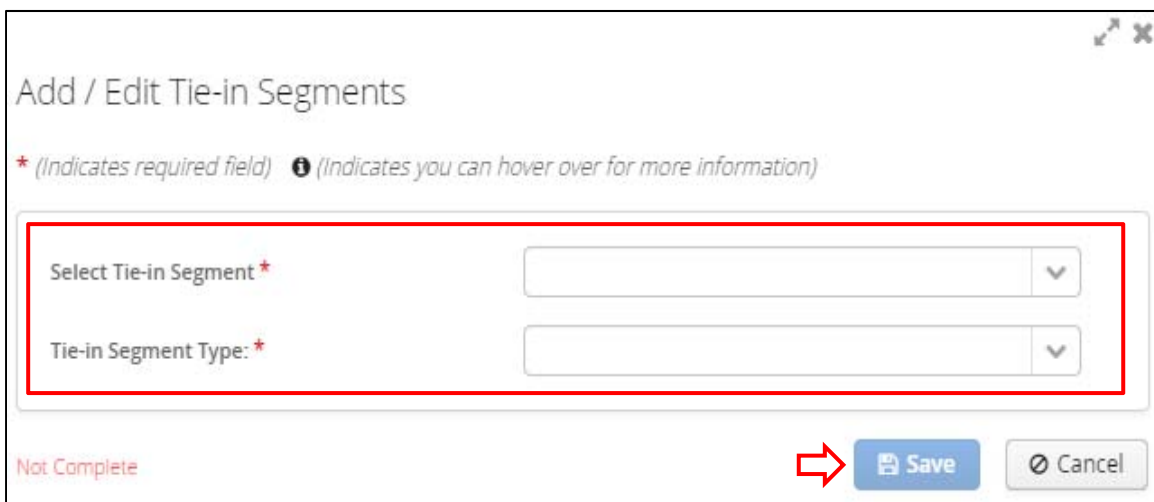 Add / Edit Tie-in Segments
* (Indicates required field) (Indicates you can hover over for more information)
Select Tie-in Segment *
Tie-in Segment Type: *
Not Complete
Save
Cancel